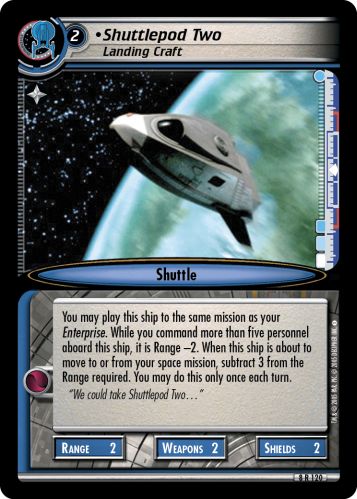 2
•Shuttlepod Two
Landing Craft
Shuttle
You may play this ship to the same mission as your
Enterprise. While you command more than five personnel
aboard this ship, it is Range –2. When this ship is about to
move to or from your space mission, subtract 3 from the
Range required. You may do this only once each turn.
"We could take Shuttlepod Two…"
RANGE 2
WEAPONS 2
SHIELDS 2
8 R 120